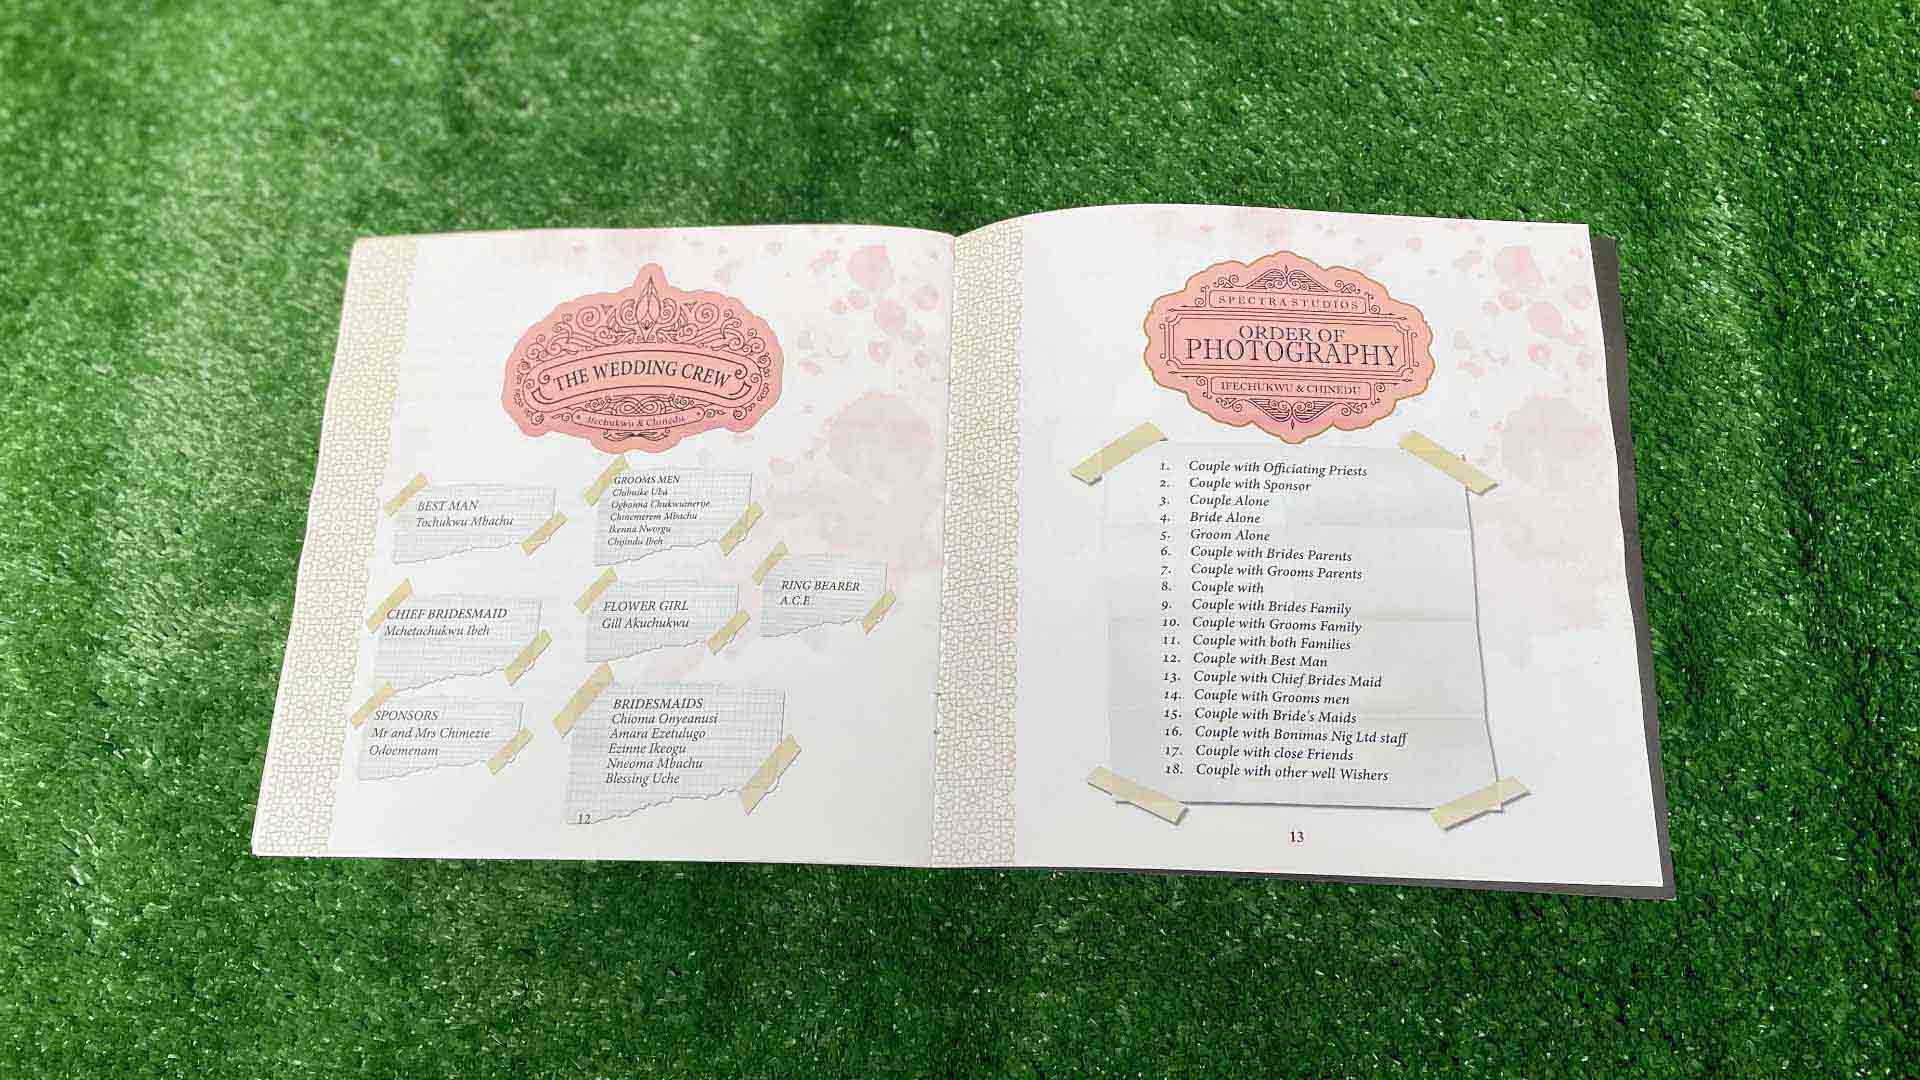 THE WEDDING CREW
Ifechukwu & Chinedu
BEST MAN
Tochukwu Mbachu
GROOMS MEN
Chibuike Uba
Ogbonna Chukwuinerije
Chincmerem Mbachu
Ikenna Nworgu
Chijindu Ibeh
CHIEF BRIDESMAID
Mchetachukwu Ibeh
FLOWER GIRL
Gill Akuchukwu
RING BEARER
A.C.E
SPONSORS
Mr and Mrs Chimezie
Odoemenam
BRIDESMAIDS
Chioma Onyeanusi
Amara Ezetulugo
Ezinne Ikeogu
Nneoma Mbachu
Blessing Uche
12
SPECTRA STUDIOS
ORDER OF
PHOTOGRAPHY
IFECHUKWU & CHINEDU
1. Couple with Officiating Priests
2. Couple with Sponsor
3. Couple Alone
4. Bride Alone
5. Groom Alone
6. Couple with Brides Parents
7. Couple with Grooms Parents
8. Couple with
9. Couple with Brides Family
10. Couple with Grooms Family
11. Couple with both Families
12. Couple with Best Man
13. Couple with Chief Brides Maid
14. Couple with Grooms men
15. Couple with Bride's Maids
16. Couple with Bonimas Nig Ltd staff
17. Couple with close Friends
18. Couple with other well Wishers
13